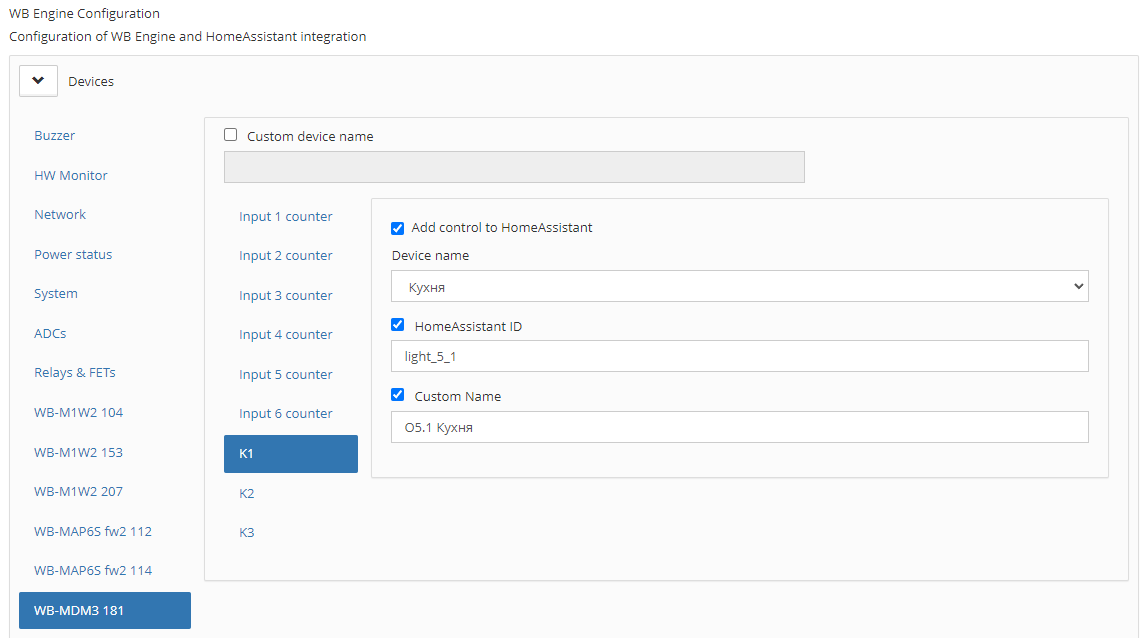 WB Engine Configuration
Configuration of WB Engine and HomeAssistant integration
Devices
Buzzer
HW Monitor
Network
Power status
System
ADCs
Relays & FETs
WB-M1W2 104
WB-M1W2 153
WB-M1W2 207
WB-MAP6S fw2 112
WB-MAP6S fw2 114
WB-MDM3 181
Custom device name
Input 1 counter
Input 2 counter
Input 3 counter
Input 4 counter
Input 5 counter
Input 6 counter
K1
K2
K3
Add control to HomeAssistant
Device name
Кухня
HomeAssistant ID
light_5_1
Custom Name
О5.1 Кухня